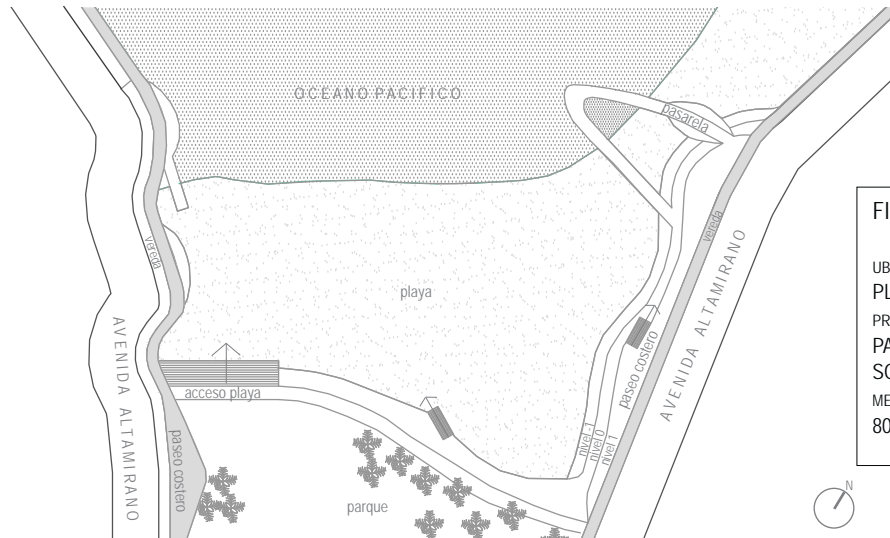 OCEANO PACIFICO
pasarela
vereda
vereda
playa
AVENIDA ALTAMIRANO
AVENIDA ALTAMIRANO
paseo costero
acceso playa
nivel -1
nivel 0
nivel 1
paseo costero
parque
N
FI
UB
PL
PR
PA
SC
ME
80